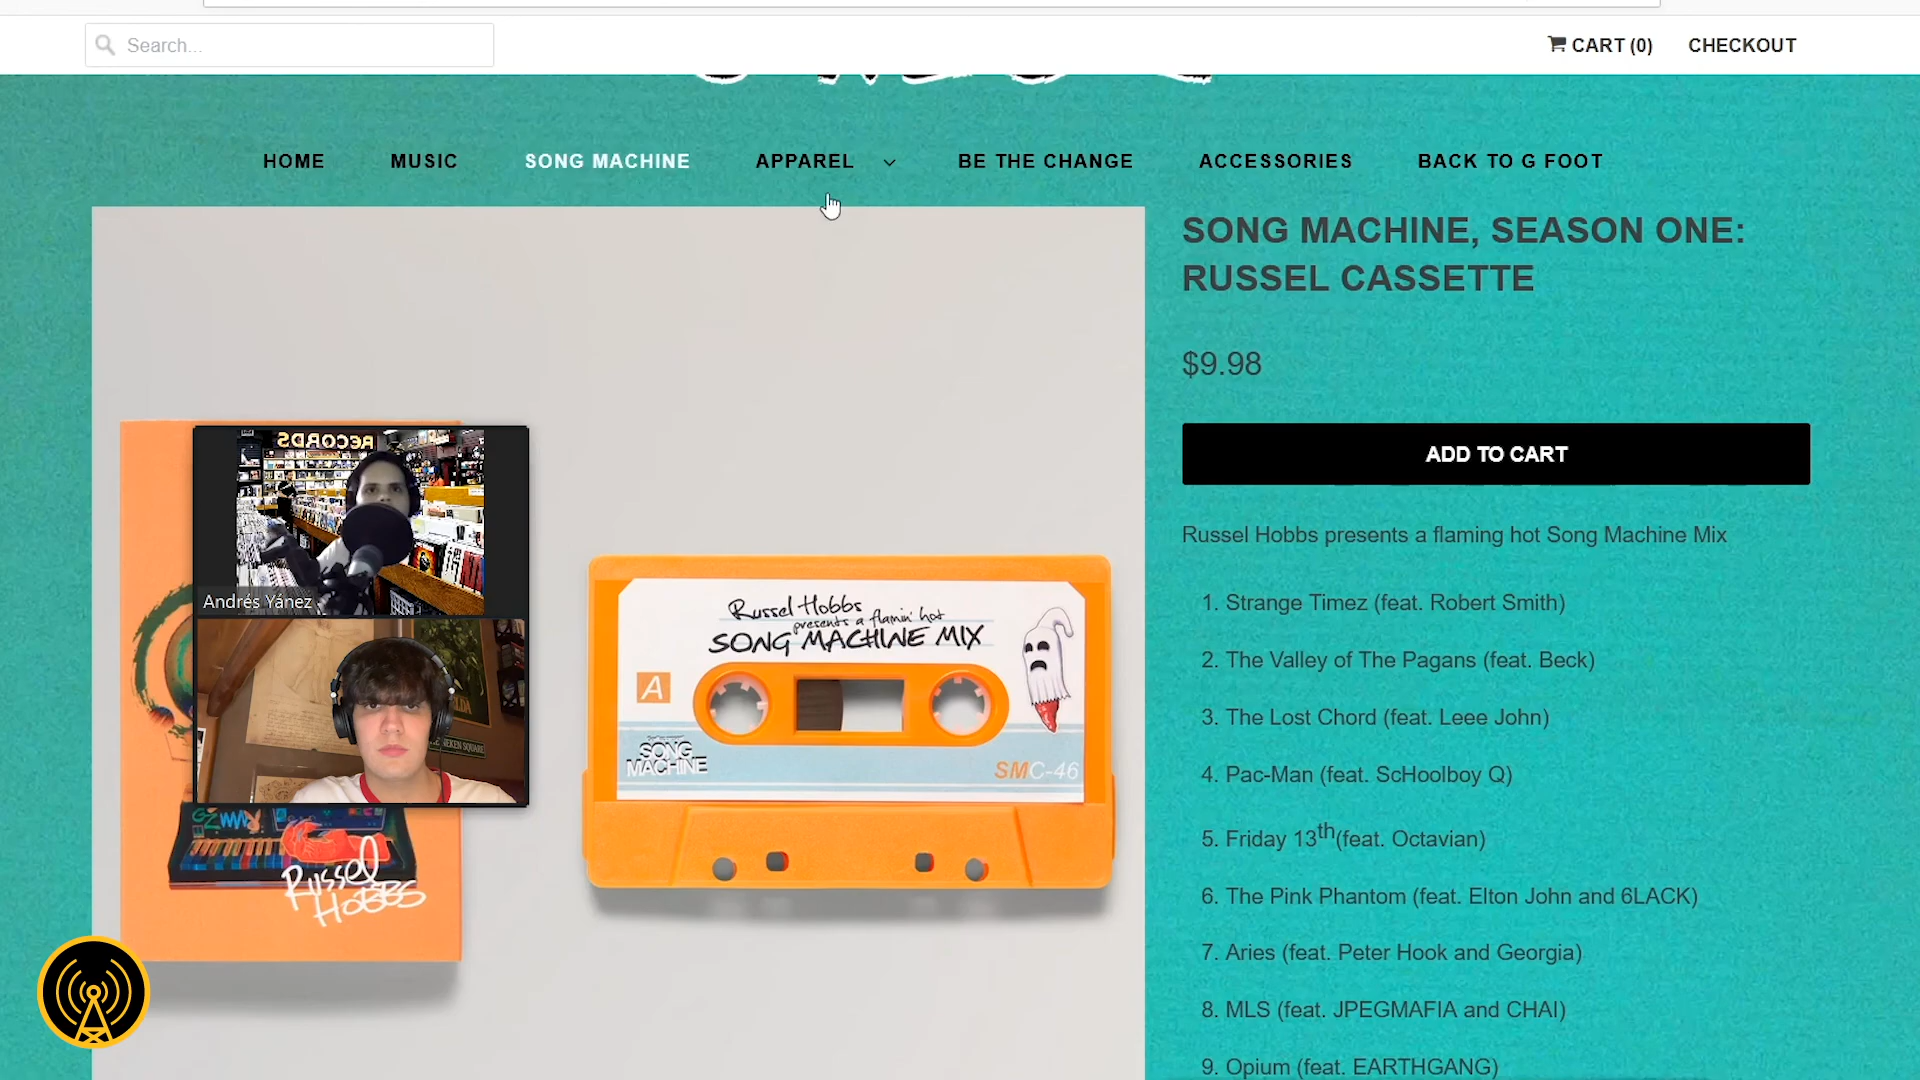 Search...
CART (0)
CHECKOUT
HOME
MUSIC
SONG MACHINE
APPAREL
BE THE CHANGE
ACCESSORIES
BACK TO G FOOT
SONG MACHINE, SEASON ONE:
RUSSEL CASSETTE
$9.98
ADD TO CART
Russel Hobbs presents a flaming hot Song Machine Mix
1. Strange Timez (feat. Robert Smith)
2. The Valley of The Pagans (feat. Beck)
3. The Lost Chord (feat. Leee John)
4. Pac-Man (feat. ScHoolboy Q)
5. Friday 13th(feat. Octavian)
6. The Pink Phantom (feat. Elton John and 6LACK)
7. Aries (feat. Peter Hook and Georgia)
8. MLS (feat. JPEGMAFIA and CHAI)
9. Opium (feat. EARTHGANG)
RECORDS
Andrés Yánez
Russel Hobbs
presents a flamin' hot
SONG MACHINE MIX
A
SONG
MACHINE
SMC-46
Russel
HOBBS